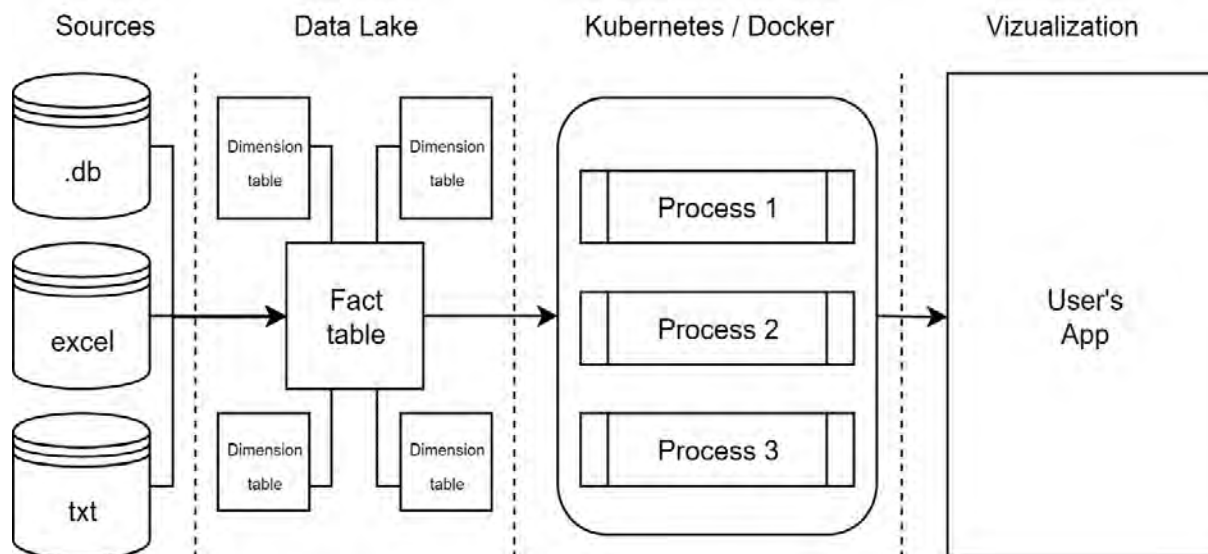 Sources
Data Lake
Kubernetes / Docker
Vizualization
.db
excel
txt
Dimension
table
Dimension
table
Fact
table
Dimension
table
Dimension
table
Process 1
Process 2
Process 3
User's
App